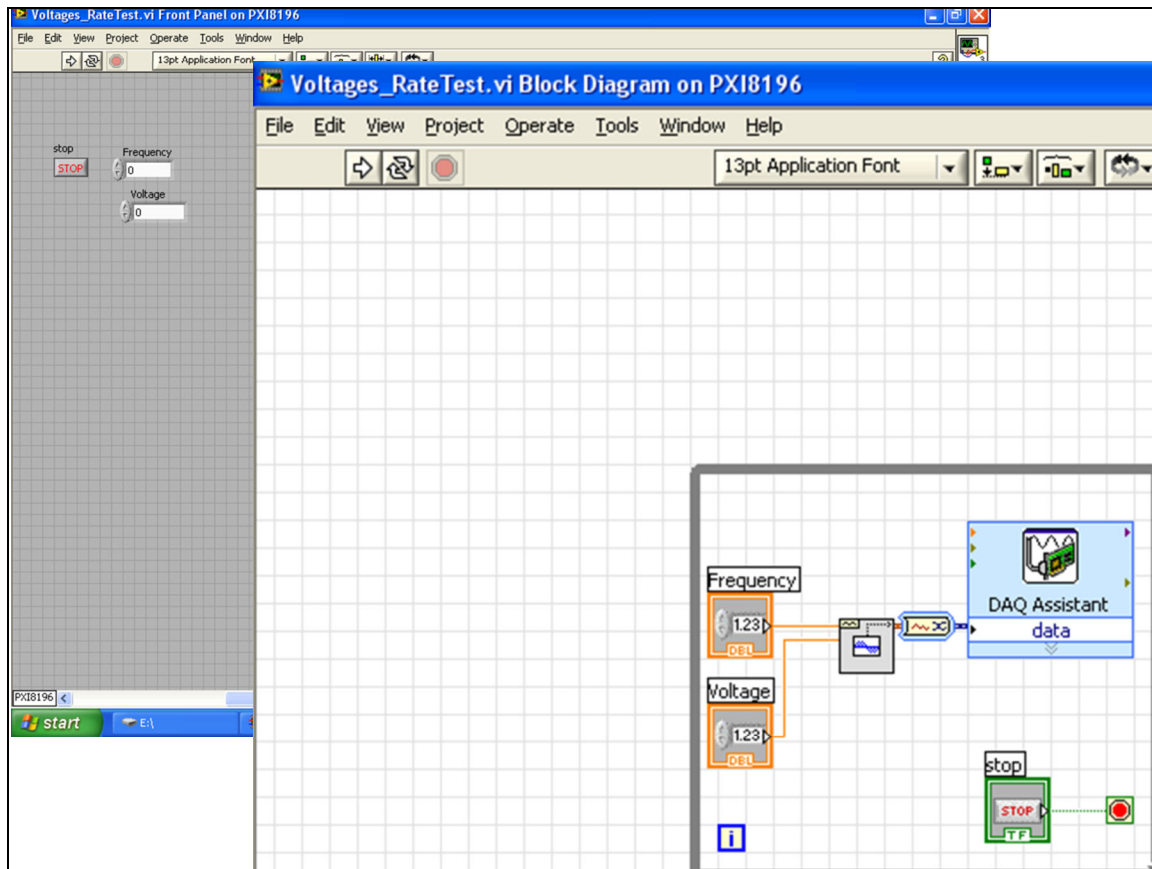 Voltages_RateTest.vi Front Panel on PXI8196
File Edit View Project Operate Tools Window Help
13pt Application Font
3
stop
STOP
Frequency
0
Voltage
0
PXI8196
start
E:\
Voltages_RateTest.vi Block Diagram on PXI8196
File Edit View Project Operate Tools Window Help
13pt Application Font
Frequency
1.23
DBL
Voltage
1.23
DBL
DAQ Assistant
data
stop
STOP
TF
i